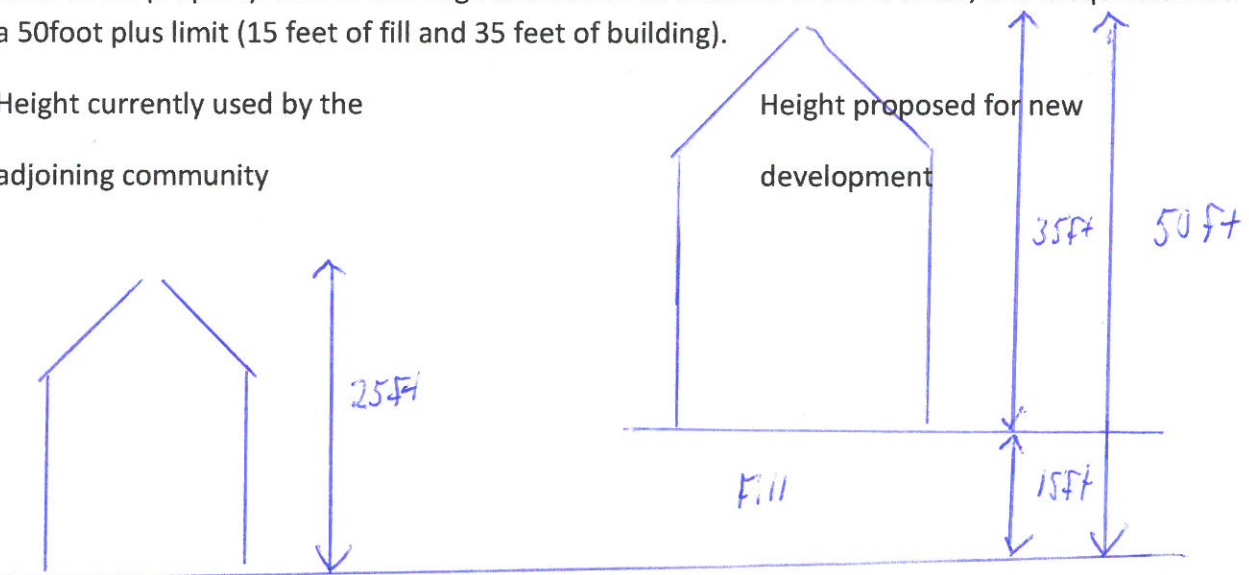 a 50foot plus limit (15 feet of fill and 35 feet of building).
Height currently used by the
adjoining community
Height proposed for new
development
35ft
50ft
25ft
Fill
15ft